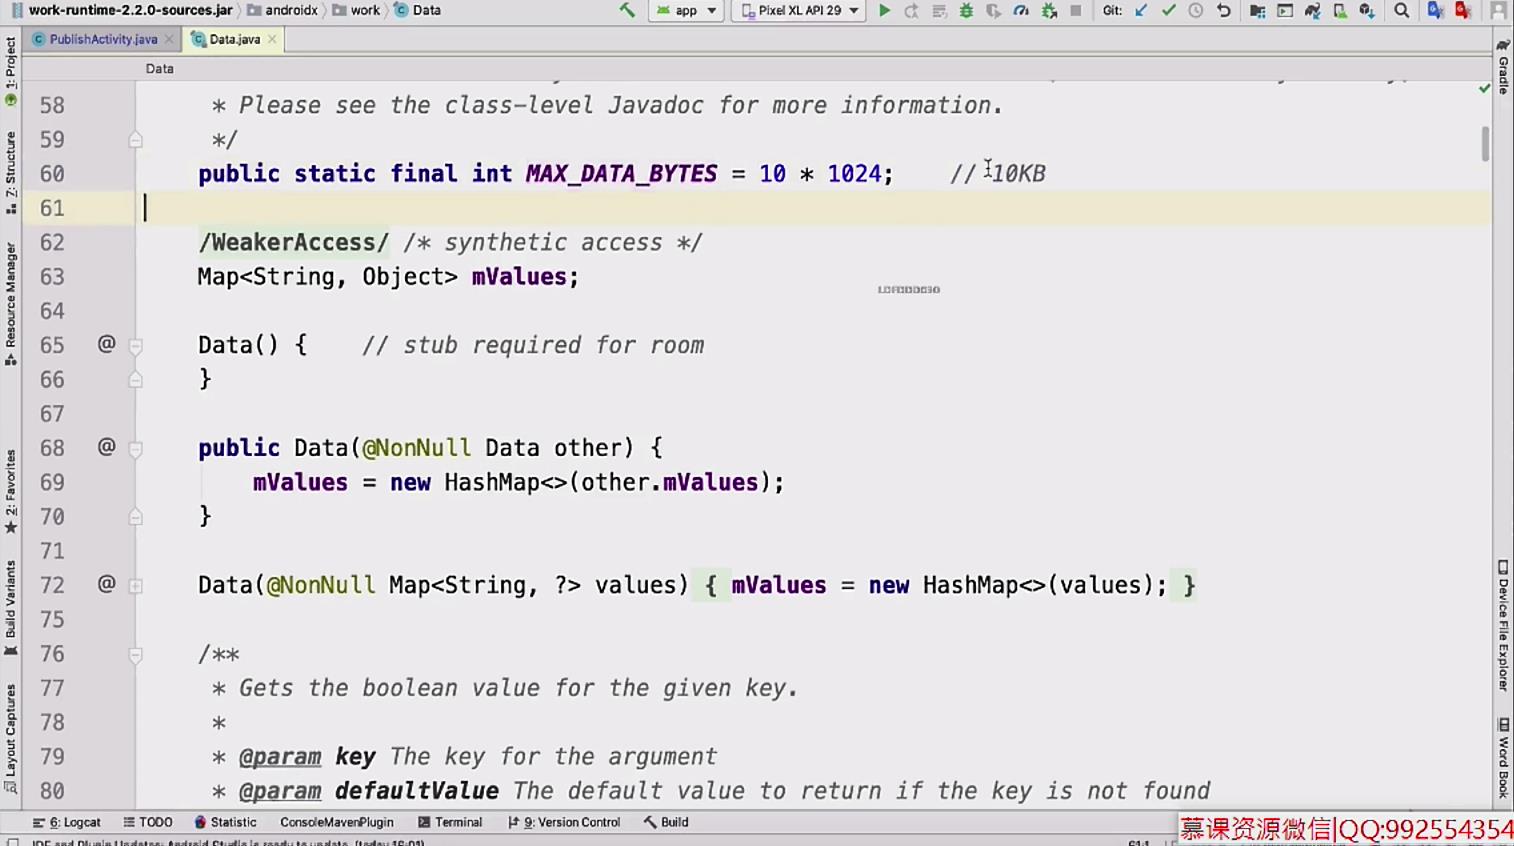 work-runtime-2.2.0-sources.jar androidx work Data app Pixel XL API 29 Git:
PublishActivity.java Data.java
Data
58 * Please see the class-level Javadoc for more information.
59 */
60 public static final int MAX_DATA_BYTES = 10 * 1024; // 10KB
61
62 /WeakerAccess/ /* synthetic access */
63 Map<String, Object> mValues;
64
65 @ Data() { // stub required for room
66 }
67
68 @ public Data(@NonNull Data other) {
69 mValues = new HashMap<>(other.mValues);
70 }
71
72 @ Data(@NonNull Map<String, ?> values) { mValues = new HashMap<>(values); }
75
76 /**
77 * Gets the boolean value for the given key.
78 *
79 * @param key The key for the argument
80 * @param defaultValue The default value to return if the key is not found
1: Project
7: Structure
Resource Manager
2: Favorites
Build Variants
Layout Captures
Gradle
Device File Explorer
Word Book
6: Logcat TODO Statistic ConsoleMavenPlugin Terminal 9: Version Control Build
慕课资源微信|QQ:992554354
IDE and Plugin Updates: Android Studio is ready to update. (today 16:01) 61:1